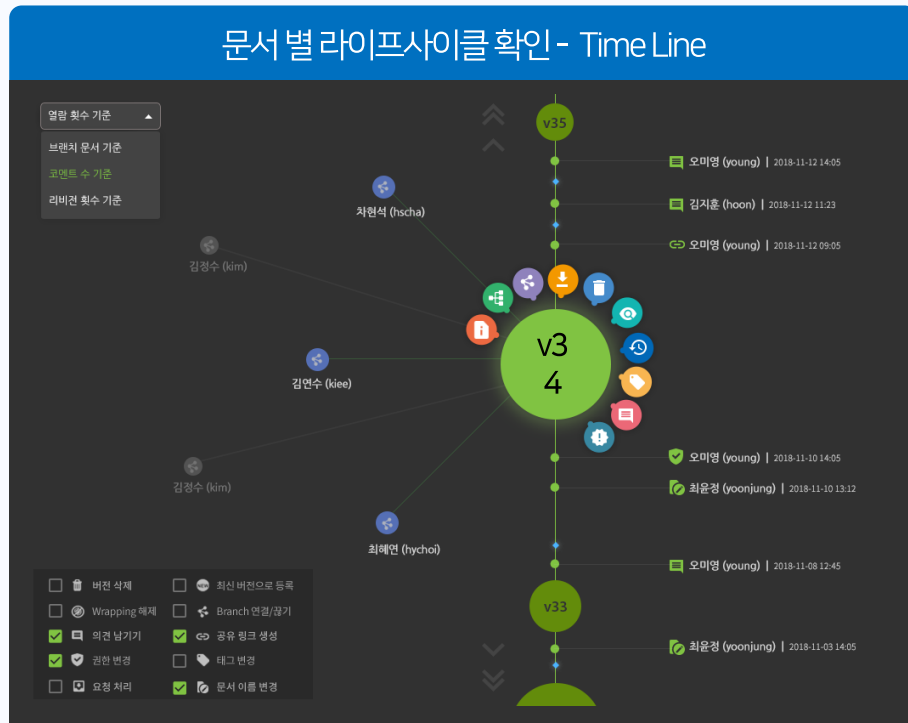 문서 별 라이프사이클 확인 - Time Line
열람 횟수 기준
브랜치 문서 기준
코멘트 수 기준
리비전 횟수 기준
v35
오미영 (young) | 2018-11-12 14:05
김지훈 (hoon) | 2018-11-12 11:23
오미영 (young) | 2018-11-12 09:05
차현석 (hscha)
김정수 (kim)
v3
4
김연수 (kiee)
김정수 (kim)
최혜연 (hychoi)
오미영 (young) | 2018-11-10 14:05
최윤정 (yoonjung) | 2018-11-10 13:12
오미영 (young) | 2018-11-08 12:45
v33
최윤정 (yoonjung) | 2018-11-03 14:05
버전 삭제
NEW 최신 버전으로 등록
Wrapping 해제
Branch 연결/끊기
의견 남기기
공유 링크 생성
권한 변경
태그 변경
요청 처리
문서 이름 변경